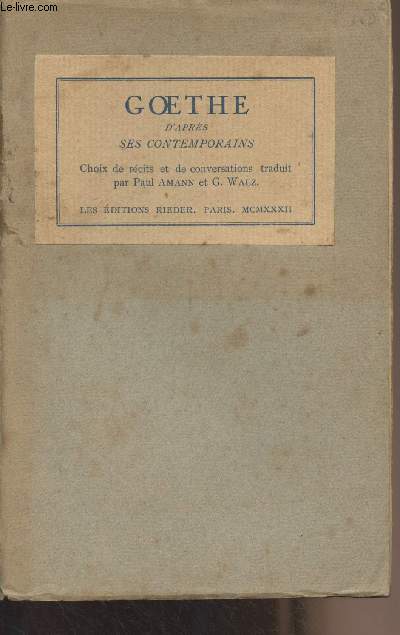 Le-livre.com
GŒTHE
D'APRÈS
SES CONTEMPORAINS
Choix de récits et de conversations traduit
par Paul AMANN et G. WALZ.
LES ÉDITIONS RIEDER. PARIS. MCMXXXII